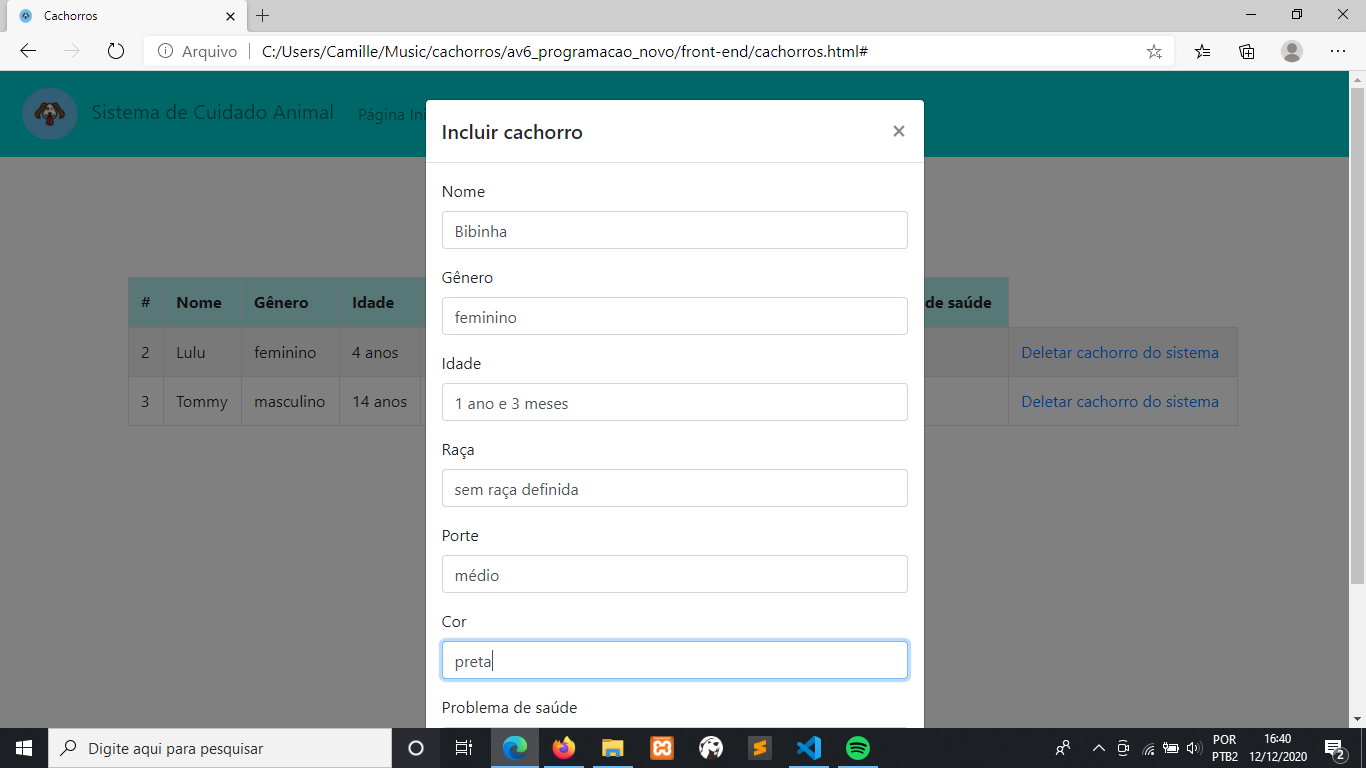 Cachorros
Arquivo
C:/Users/Camille/Music/cachorros/av6_programacao_novo/front-end/cachorros.html#
Sistema de Cuidado Animal
Página Ini
Incluir cachorro
×
Nome
Bibinha
Gênero
feminino
Idade
1 ano e 3 meses
Raça
sem raça definida
Porte
médio
Cor
preta
Problema de saúde
# Nome Gênero Idade de saúde
2 Lulu feminino 4 anos Deletar cachorro do sistema
3 Tommy masculino 14 anos Deletar cachorro do sistema
Digite aqui para pesquisar
POR
PTB2
16:40
12/12/2020
2